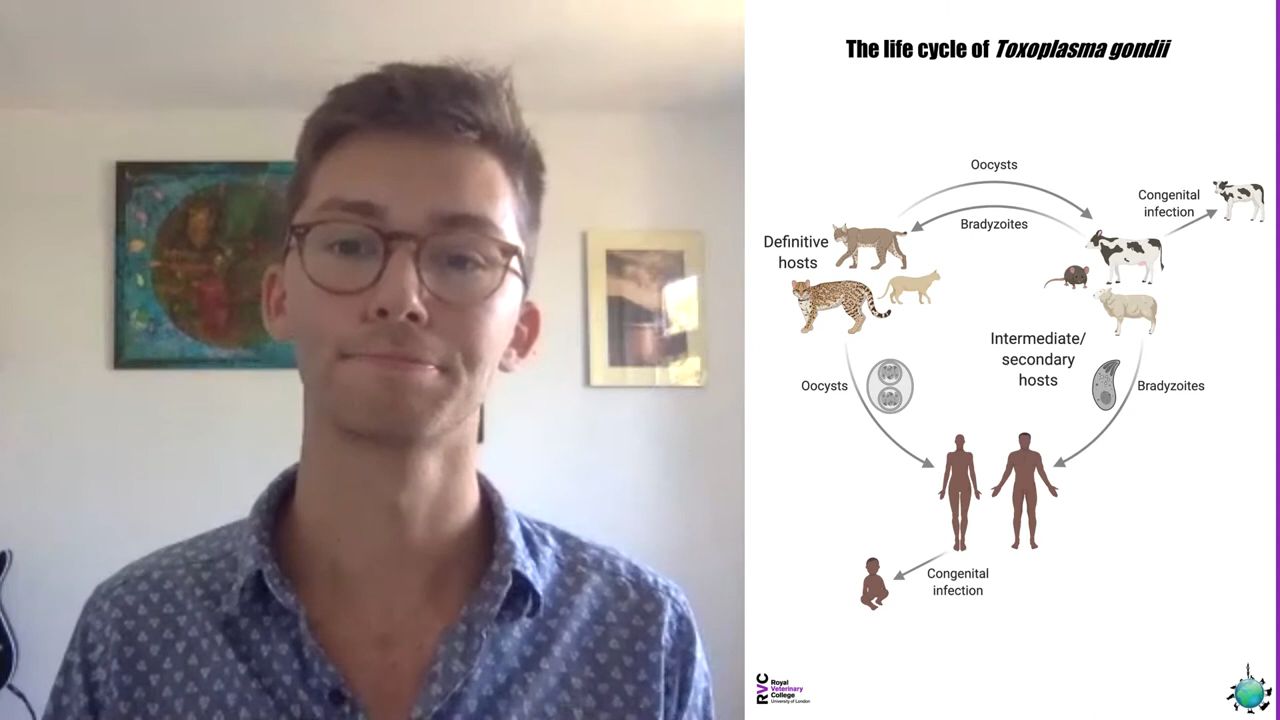 The life cycle of Toxoplasma gondii
Oocysts
Congenital
infection
Bradyzoites
Definitive
hosts
Intermediate/
secondary
hosts
Oocysts
Bradyzoites
Congenital
infection
RVC
Royal
Veterinary
College
University of London